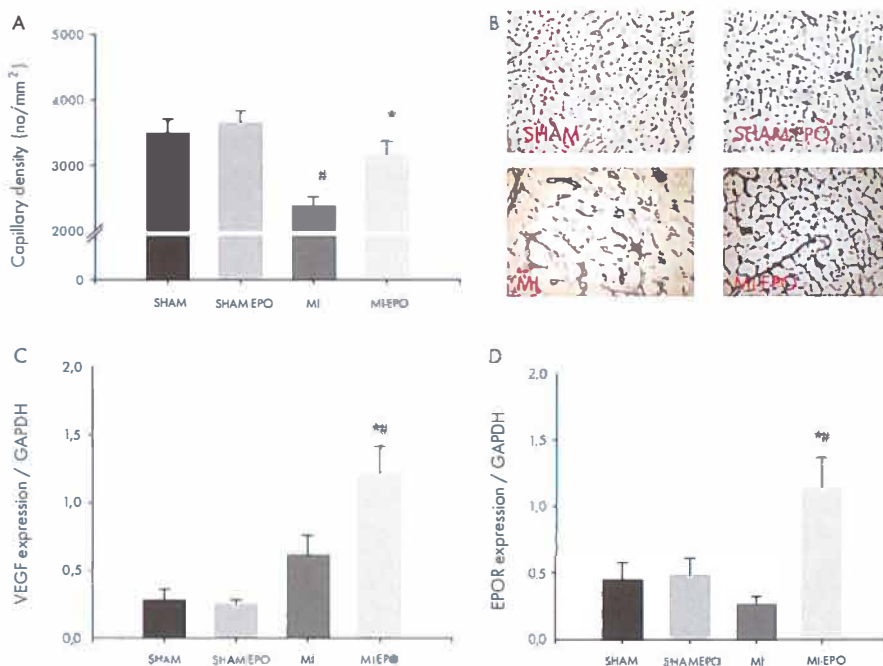 A
Capillary density (no/mm²)
5000
4000
3000
2000
0
#
*
SHAM
SHAM EPO
MI
MI-EPO
B
SHAM
SHAM-EPO
MI
MI-EPO
C
VEGF expression / GAPDH
2,0
1,5
1,0
0,5
0,0
*#
SHAM
SHAM EPO
MI
MI EPO
D
EPOR expression / GAPDH
2,0
1,5
1,0
0,5
0,0
*#
SHAM
SHAM EPO
MI
MI-EPO